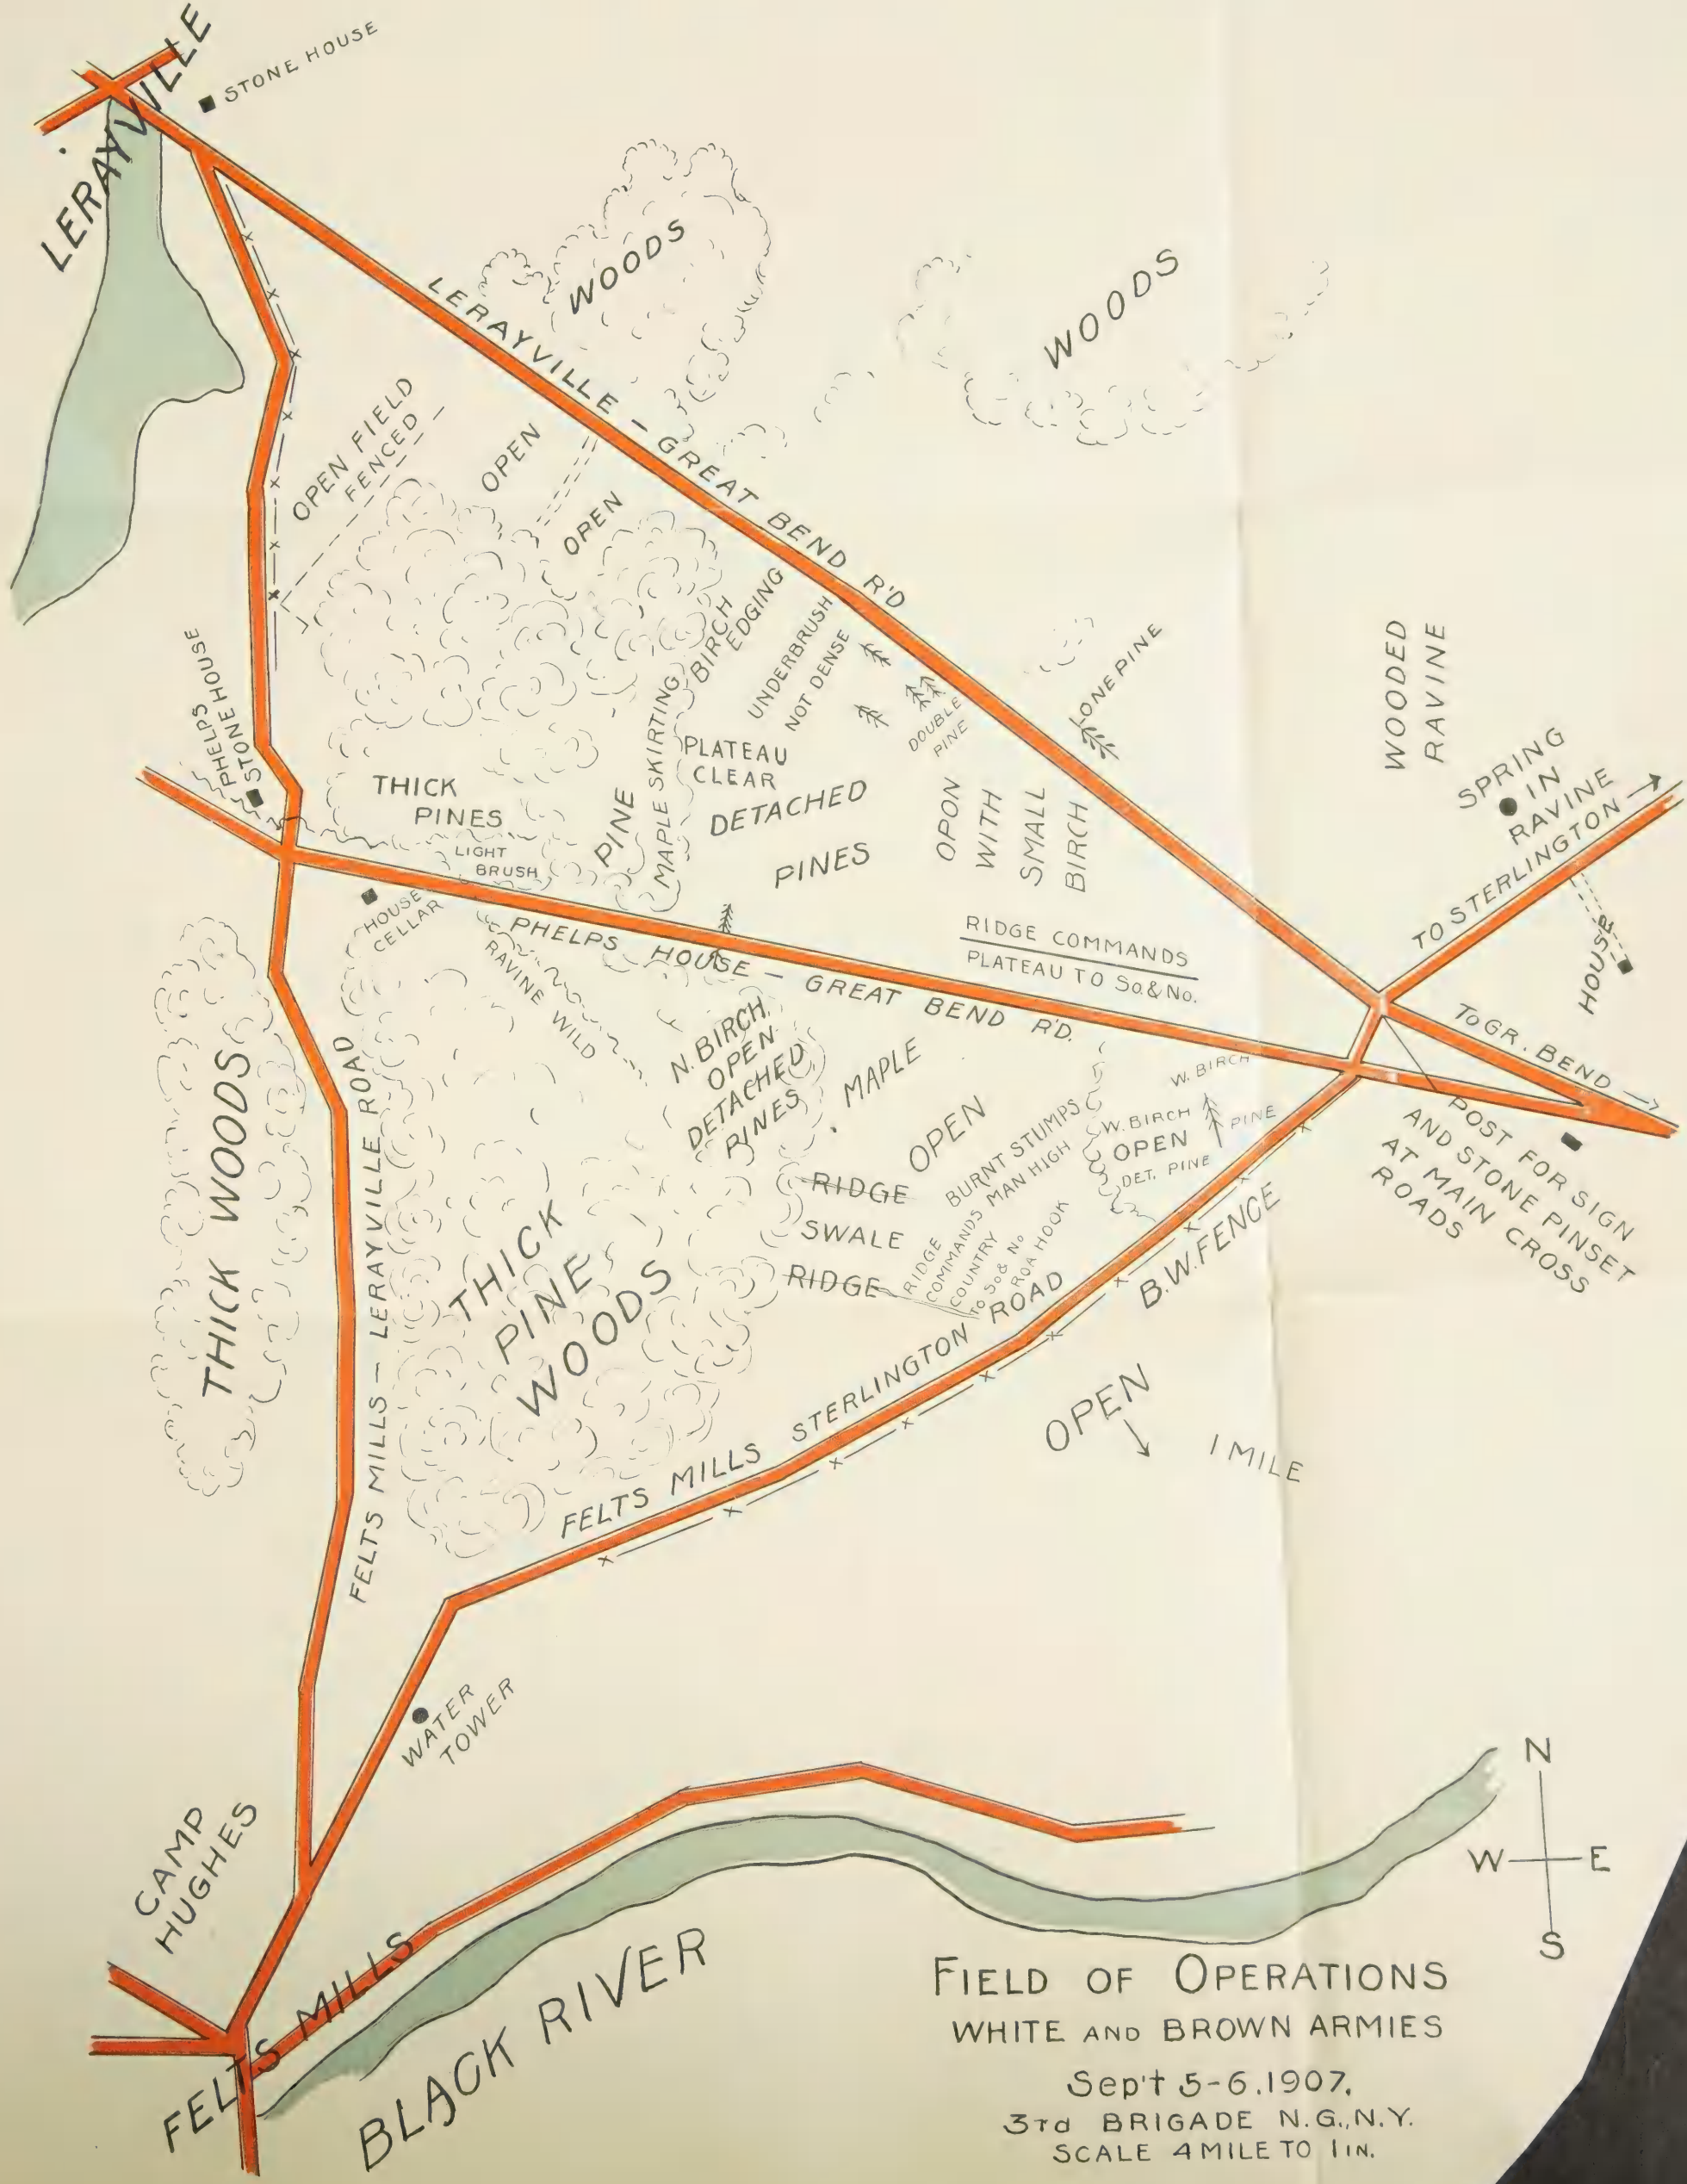 LERAYVILLE
STONE HOUSE
WOODS
WOODS
LERAYVILLE – GREAT BEND R'D
OPEN FIELD
FENCED
OPEN
OPEN
BIRCH
EDGING
UNDERBRUSH
NOT DENSE
DOUBLE
PINE
LONE PINE
WOODED
RAVINE
SPRING
IN
RAVINE
TO STERLINGTON
HOUSE
PHELPS
STONE HOUSE
THICK
PINES
LIGHT
BRUSH
PINE
MAPLE SKIRTING
PLATEAU
CLEAR
DETACHED
PINES
OPON
WITH
SMALL
BIRCH
HOUSE
CELLAR
PHELPS HOUSE – GREAT BEND R'D.
RIDGE COMMANDS
PLATEAU TO SO.& NO.
TO GR. BEND
RAVINE WILD
N. BIRCH.
OPEN
DETACHED
PINES
MAPLE
OPEN
W. BIRCH
W. BIRCH
PINE
OPEN
DET. PINE
BURNT STUMPS
MAN HIGH
POST FOR SIGN
AND STONE PINSET
AT MAIN CROSS
ROADS
THICK WOODS
FELTS MILLS – LERAYVILLE ROAD
THICK
PINE
WOODS
RIDGE
SWALE
RIDGE
RIDGE
COMMANDS
COUNTRY
TO SO & NO
ROA HOOK
B.W. FENCE
FELTS MILLS STERLINGTON ROAD
OPEN
1 MILE
WATER
TOWER
CAMP
HUGHES
FELTS MILLS
BLACK RIVER
N
W E
S
FIELD OF OPERATIONS
WHITE AND BROWN ARMIES
Sep't 5-6.1907.
3rd BRIGADE N.G.,N.Y.
SCALE 4 MILE TO 1 IN.